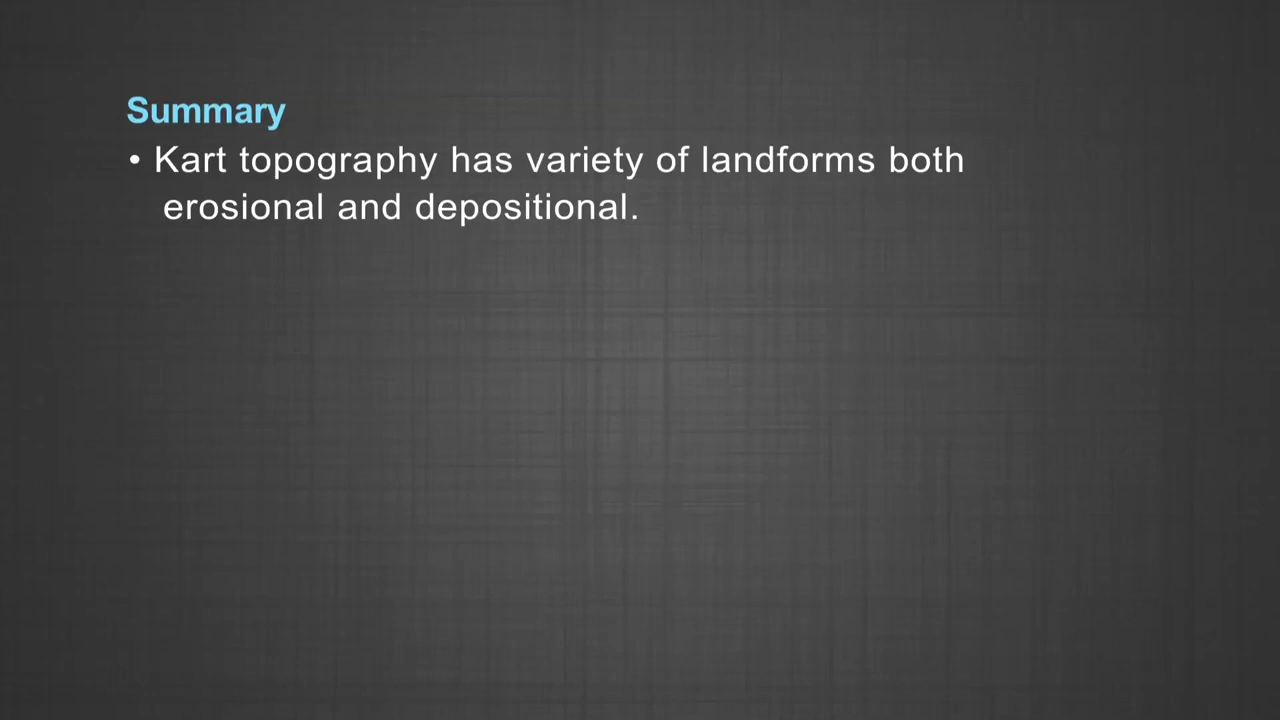 Summary
• Kart topography has variety of landforms both
erosional and depositional.